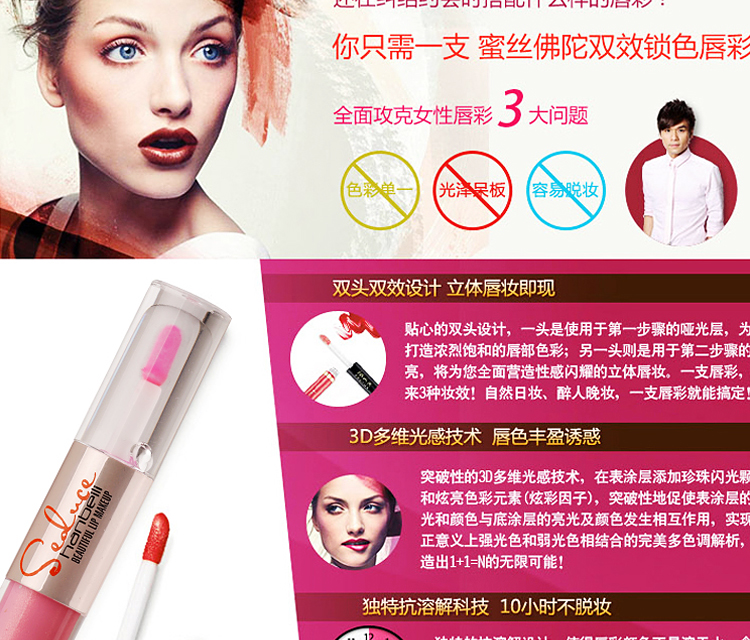 你只需一支 蜜丝佛陀双效锁色唇彩
全面攻克女性唇彩3大问题
色彩单一
光泽呆板
容易脱妆
双头双效设计 立体唇妆即现
贴心的双头设计，一头是使用于第一步骤的哑光层，为
打造浓烈饱和的唇部色彩；另一头则是用于第二步骤的
亮，将为您全面营造性感闪耀的立体唇妆。一支唇彩，
来3种妆效！自然日妆、醉人晚妆，一支唇彩就能搞定！
3D多维光感技术 唇色丰盈诱惑
突破性的3D多维光感技术，在表涂层添加珍珠闪光颗
和炫亮色彩元素(炫彩因子)，突破性地促使表涂层的
光和颜色与底涂层的亮光及颜色发生相互作用，实现
正意义上强光色和弱光色相结合的完美多色调解析，
造出1+1=N的无限可能！
Seduce
hanbeili
BEAUTIFUL LIP MAKEUP
独特抗溶解科技 10小时不脱妆
12